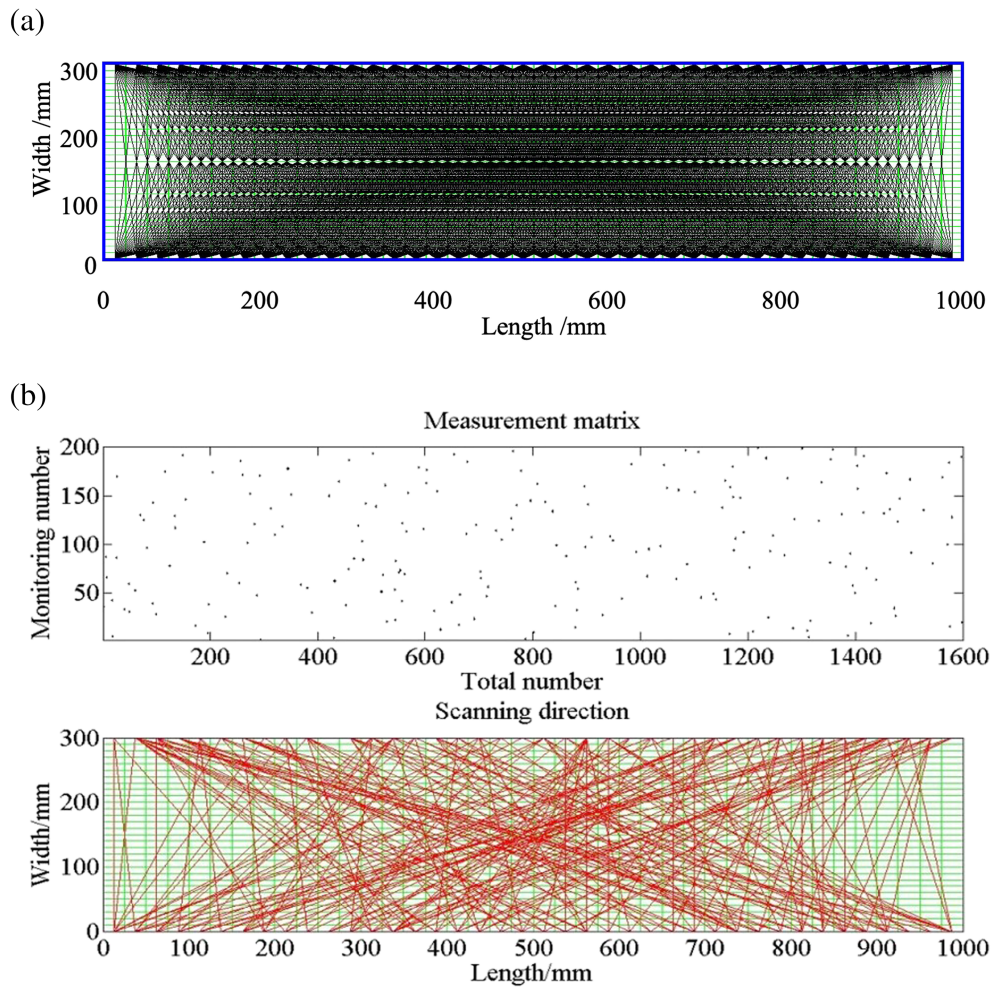 (a)
300
200
100
0
Width /mm
0 200 400 600 800 1000
Length /mm
(b)
Measurement matrix
200
150
100
50
Monitoring number
200 400 600 800 1000 1200 1400 1600
Total number
Scanning direction
300
200
100
0
Width/mm
0 100 200 300 400 500 600 700 800 900 1000
Length/mm